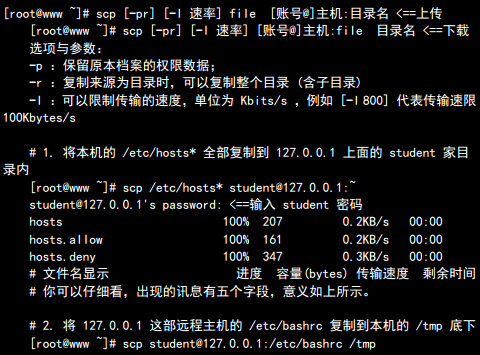 [root@www ~]# scp [-pr] [-l 速率] file  [账号@]主机:目录名 <==上传
[root@www ~]# scp [-pr] [-l 速率] [账号@]主机:file  目录名 <==下载
选项与参数:
-p ：保留原本档案的权限数据；
-r ：复制来源为目录时，可以复制整个目录 (含子目录)
-l ：可以限制传输的速度，单位为 Kbits/s ，例如 [-l 800] 代表传输速限
100Kbytes/s
# 1. 将本机的 /etc/hosts* 全部复制到 127.0.0.1 上面的 student 家目
录内
[root@www ~]# scp /etc/hosts* student@127.0.0.1:~
student@127.0.0.1's password: <==输入 student 密码
hosts 100% 207 0.2KB/s 00:00
hosts.allow 100% 161 0.2KB/s 00:00
hosts.deny 100% 347 0.3KB/s 00:00
# 文件名显示 进度 容量(bytes) 传输速度 剩余时间
# 你可以仔细看，出现的讯息有五个字段，意义如上所示。
# 2. 将 127.0.0.1 这部远程主机的 /etc/bashrc 复制到本机的 /tmp 底下
[root@www ~]# scp student@127.0.0.1:/etc/bashrc /tmp